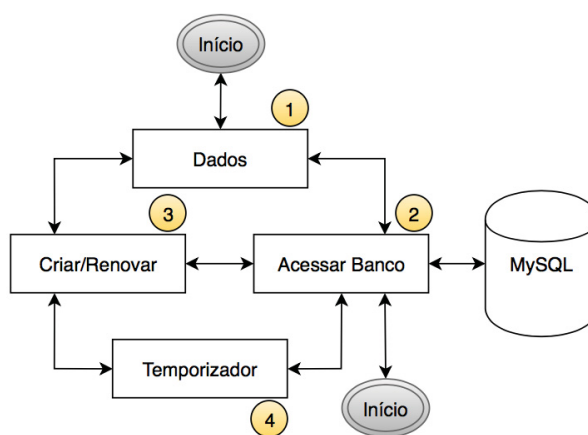 Início
1
Dados
3
2
Criar/Renovar
Acessar Banco
MySQL
Temporizador
Início
4